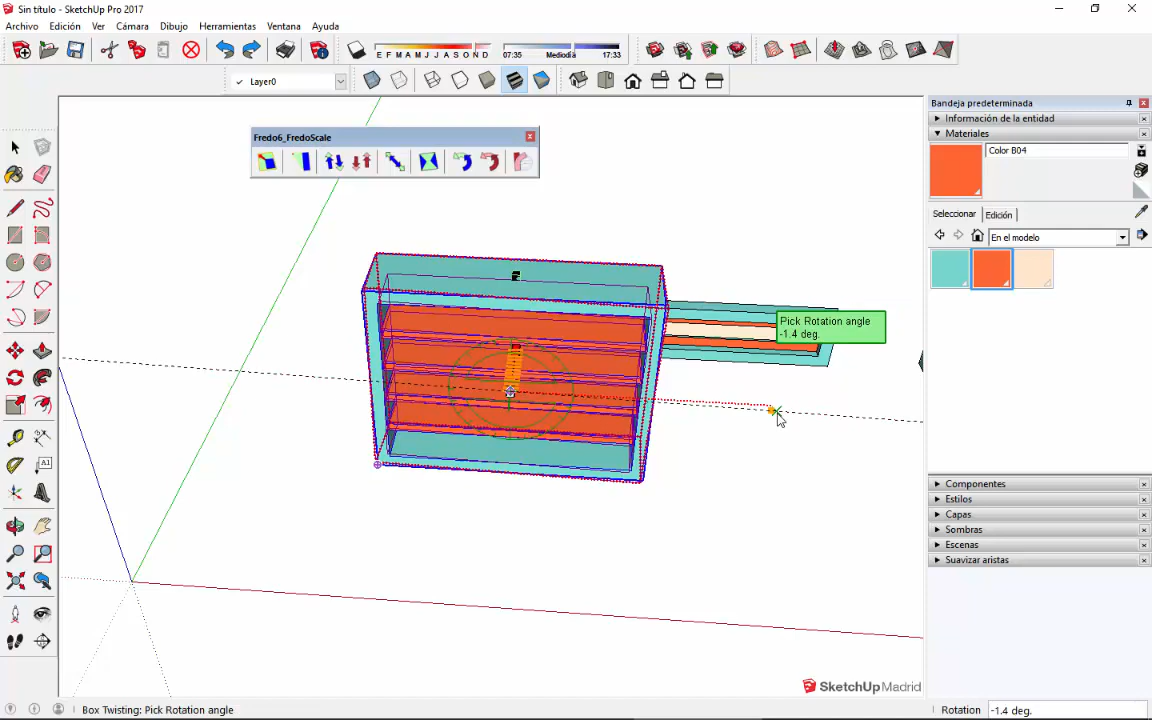 Sin título - SketchUp Pro 2017
Archivo Edición Ver Cámara Dibujo Herramientas Ventana Ayuda
E F M A M J J A S O N D
07:35 Mediodía 17:33
Layer0
Fredo6_FredoScale
Bandeja predeterminada
Información de la entidad
Materiales
Color B04
Seleccionar Edición
En el modelo
Pick Rotation angle
-1.4 deg.
A1
Componentes
Estilos
Capas
Sombras
Escenas
Suavizar aristas
SketchUpMadrid
Box Twisting: Pick Rotation angle
Rotation -1.4 deg.